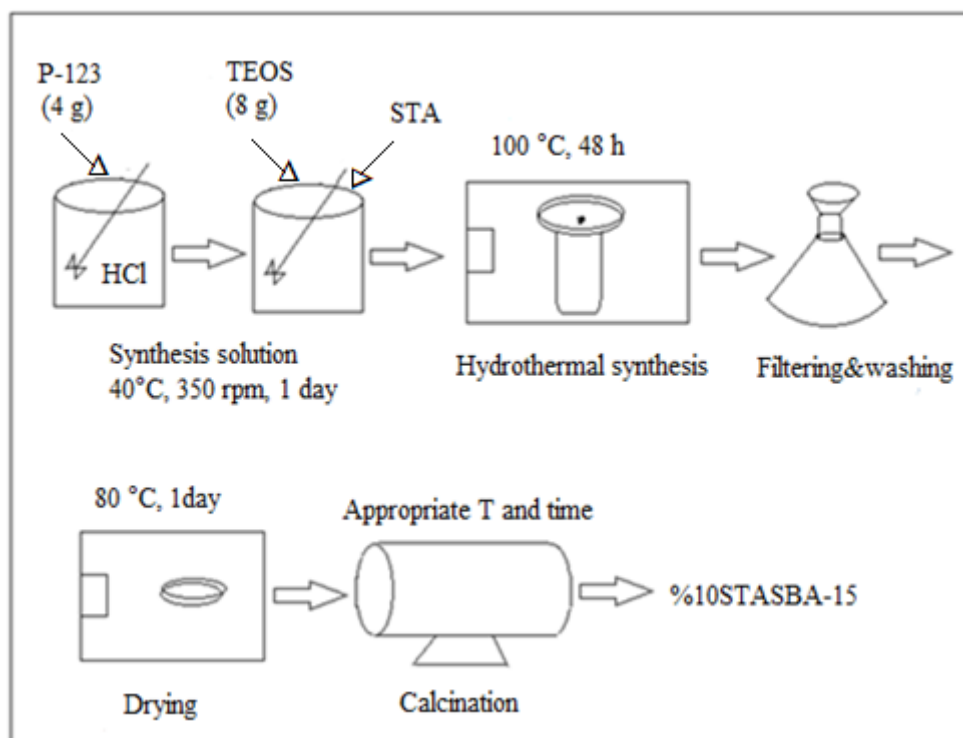 P-123
(4 g)
TEOS
(8 g)
STA
100 °C, 48 h
HCl
Synthesis solution
40°C, 350 rpm, 1 day
Hydrothermal synthesis
Filtering&washing
80 °C, 1day
Appropriate T and time
%10STASBA-15
Drying
Calcination